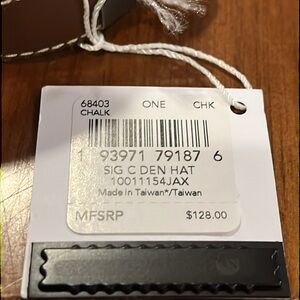 68403 ONE CHK
CHALK
1 93971 79187 6
SIG C DEN HAT
10011154JAX
Made in Taiwan*/Taiwan
MFSRP $128.00